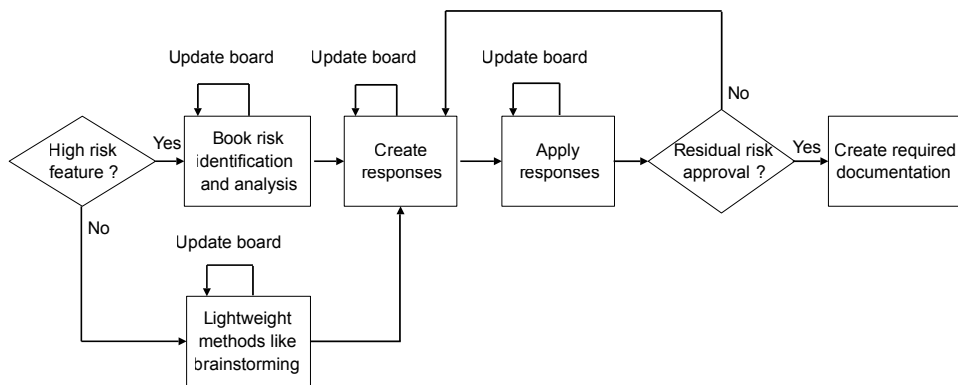 Update board
Update board
Update board
No
High risk
feature ?
Yes
Book risk
identification
and analysis
Create
responses
Apply
responses
Residual risk
approval ?
Yes
Create required
documentation
No
Update board
Lightweight
methods like
brainstorming